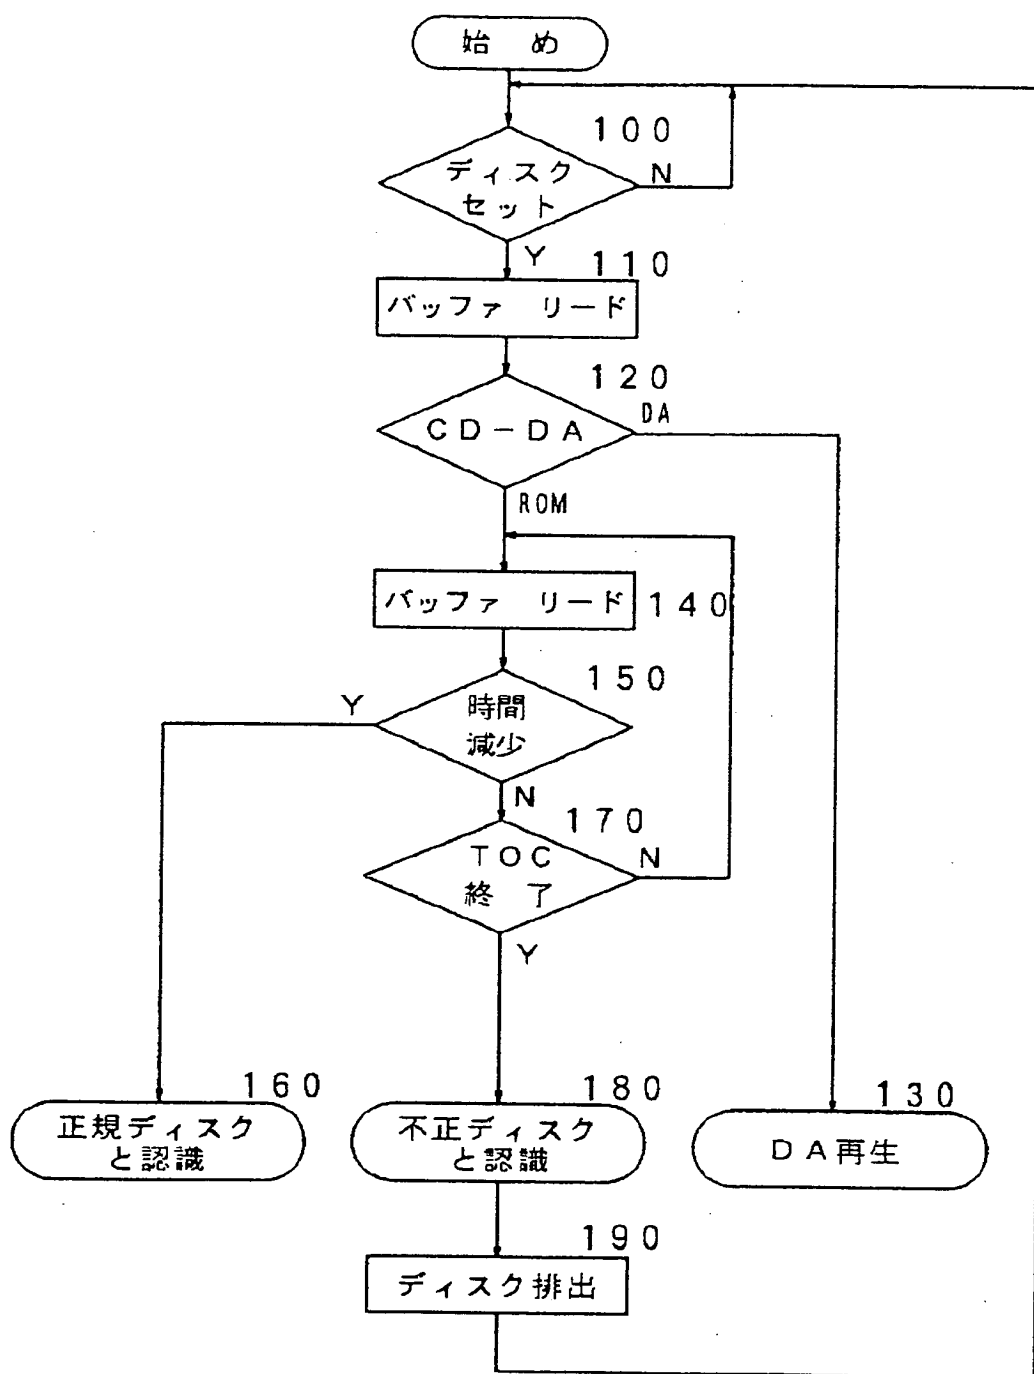 始 め
100
ディスク
セット
N
Y
110
バッファ リード
120
CD-DA
DA
ROM
バッファ リード
140
150
Y
時間
減少
N
170
TOC
終 了
N
Y
160
正規ディスク
と認識
180
不正ディスク
と認識
130
DA再生
190
ディスク排出